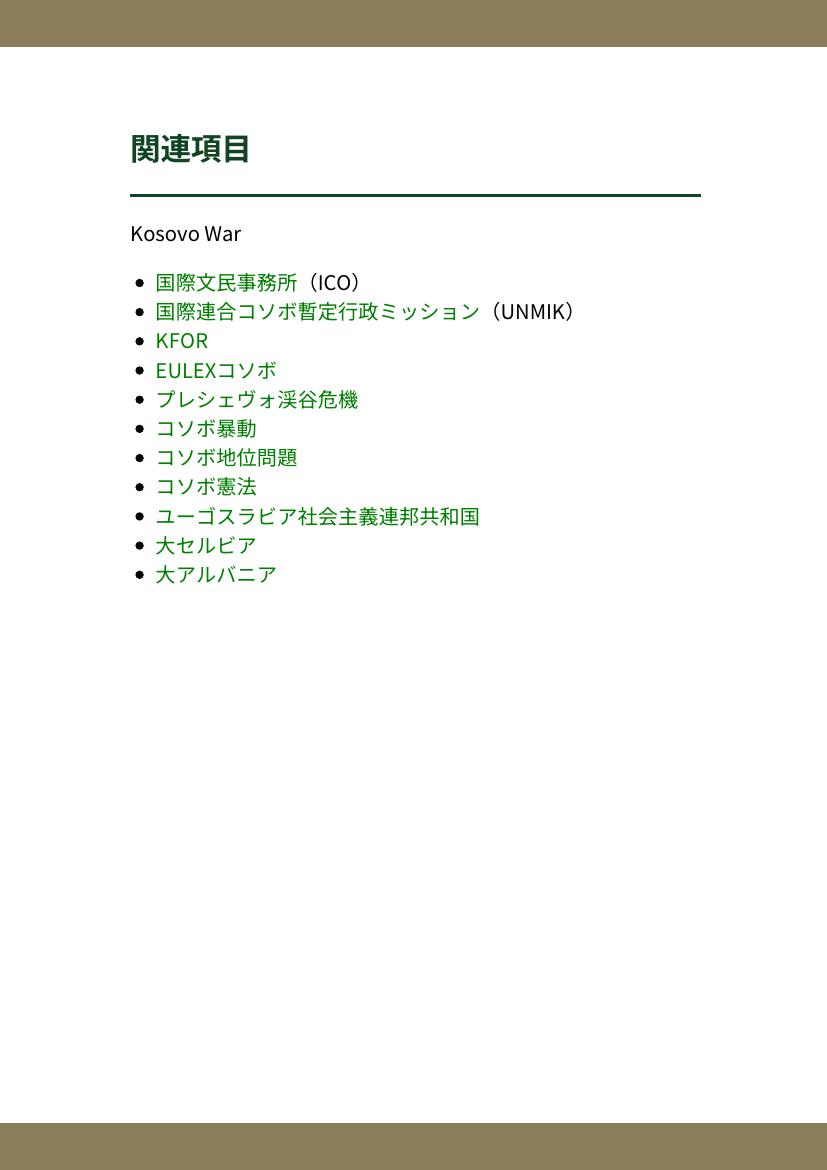 関連項目
Kosovo War
国際文民事務所（ICO）
国際連合コソボ暫定行政ミッション（UNMIK）
KFOR
EULEXコソボ
プレシェヴォ渓谷危機
コソボ暴動
コソボ地位問題
コソボ憲法
ユーゴスラビア社会主義連邦共和国
大セルビア
大アルバニア